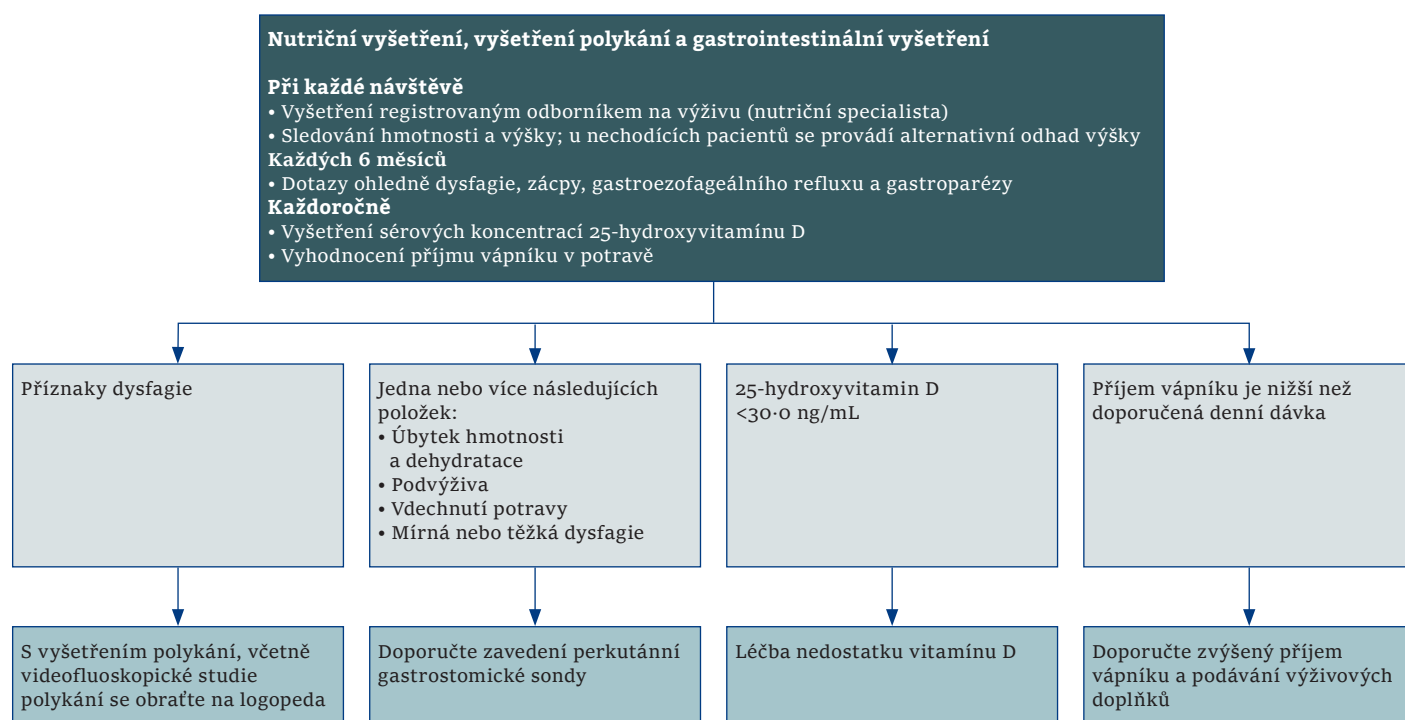 Nutriční vyšetření, vyšetření polykání a gastrointestinální vyšetření
Při každé návštěvě
• Vyšetření registrovaným odborníkem na výživu (nutriční specialista)
• Sledování hmotnosti a výšky; u nechodících pacientů se provádí alternativní odhad výšky
Každých 6 měsíců
• Dotazy ohledně dysfagie, zácpy, gastroezofageálního refluxu a gastroparézy
Každoročně
• Vyšetření sérových koncentrací 25-hydroxyvitamínu D
• Vyhodnocení příjmu vápníku v potravě
Příznaky dysfagie
Jedna nebo více následujících
položek:
• Úbytek hmotnosti
a dehydratace
• Podvýživa
• Vdechnutí potravy
• Mírná nebo těžká dysfagie
25-hydroxyvitamin D
<30·0 ng/mL
Příjem vápníku je nižší než
doporučená denní dávka
S vyšetřením polykání, včetně
videofluoskopické studie
polykání se obraťte na logopeda
Doporučte zavedení perkutánní
gastrostomické sondy
Léčba nedostatku vitamínu D
Doporučte zvýšený příjem
vápníku a podávání výživových
doplňků